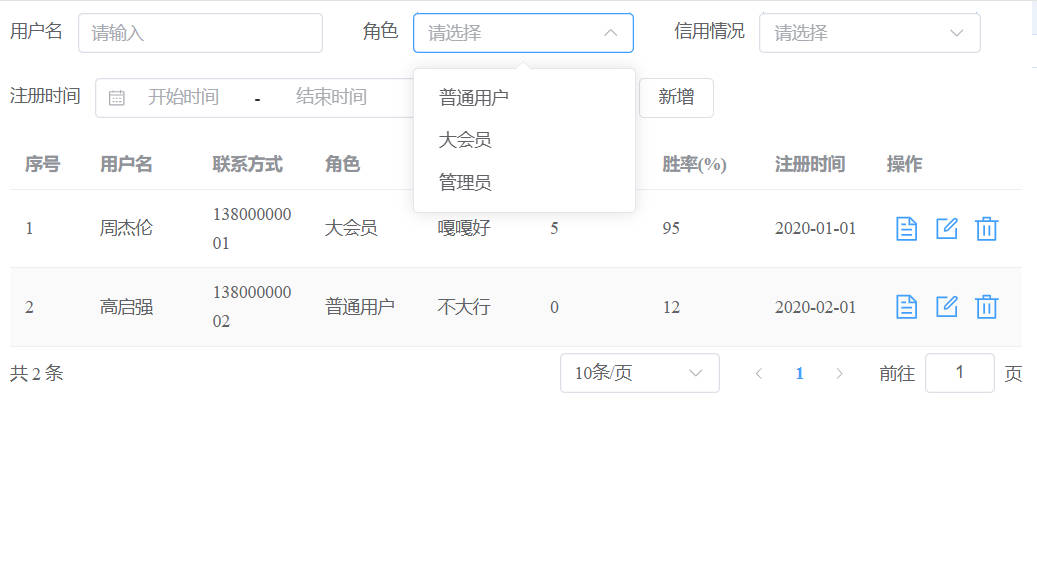 用户名 请输入 角色 请选择 信用情况 请选择
注册时间 开始时间 - 结束时间 新增
普通用户
大会员
管理员
序号 用户名 联系方式 角色 胜率(%) 注册时间 操作
1 周杰伦 13800000001 大会员 嘎嘎好 5 95 2020-01-01
2 高启强 13800000002 普通用户 不大行 0 12 2020-02-01
共 2 条 10条/页 1 前往 1 页